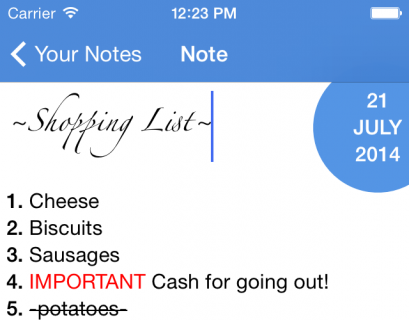 Carrier 12:23 PM
Your Notes Note
~Shopping List~
21
JULY
2014
1. Cheese
2. Biscuits
3. Sausages
4. IMPORTANT Cash for going out!
5. -potatoes-